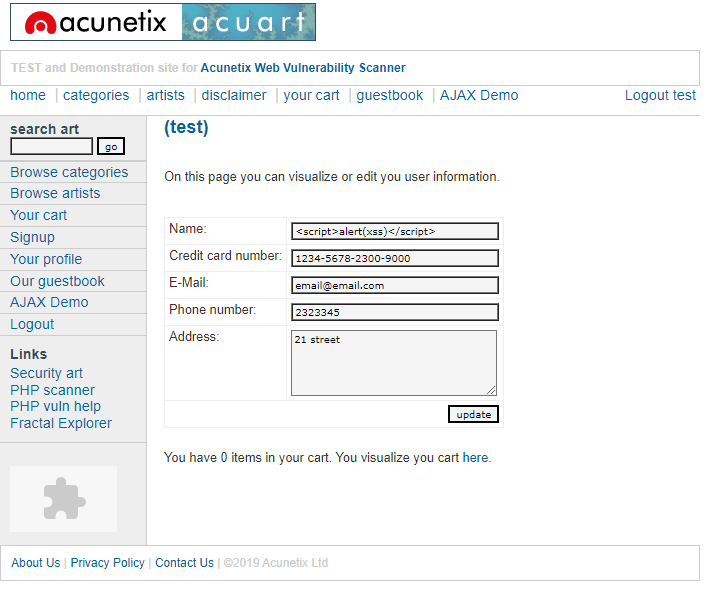 acunetix acuart
TEST and Demonstration site for Acunetix Web Vulnerability Scanner
home | categories | artists | disclaimer | your cart | guestbook | AJAX Demo Logout test
search art
go
Browse categories
Browse artists
Your cart
Signup
Your profile
Our guestbook
AJAX Demo
Logout
Links
Security art
PHP scanner
PHP vuln help
Fractal Explorer
(test)
On this page you can visualize or edit you user information.
Name: <script>alert(xss)</script>
Credit card number: 1234-5678-2300-9000
E-Mail: email@email.com
Phone number: 2323345
Address: 21 street
update
You have 0 items in your cart. You visualize you cart here.
About Us | Privacy Policy | Contact Us | ©2019 Acunetix Ltd